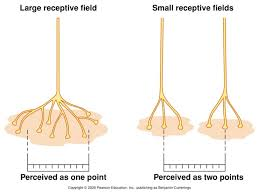 Large receptive field
Small receptive fields
Perceived as one point
Perceived as two points
Copyright © 2009 Pearson Education, Inc., publishing as Benjamin Cummings